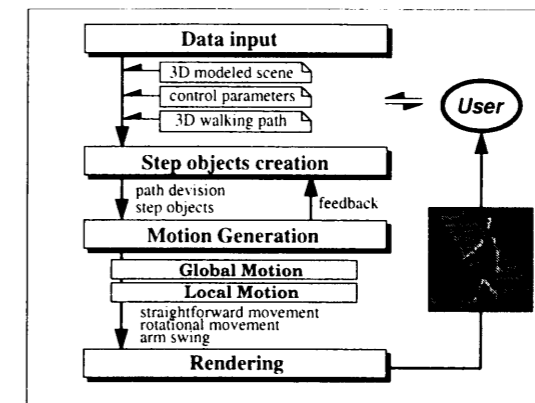 Data input
3D modeled scene
control parameters
3D walking path
User
Step objects creation
path devision
step objects
feedback
Motion Generation
Global Motion
Local Motion
straightforward movement
rotational movement
arm swing
Rendering